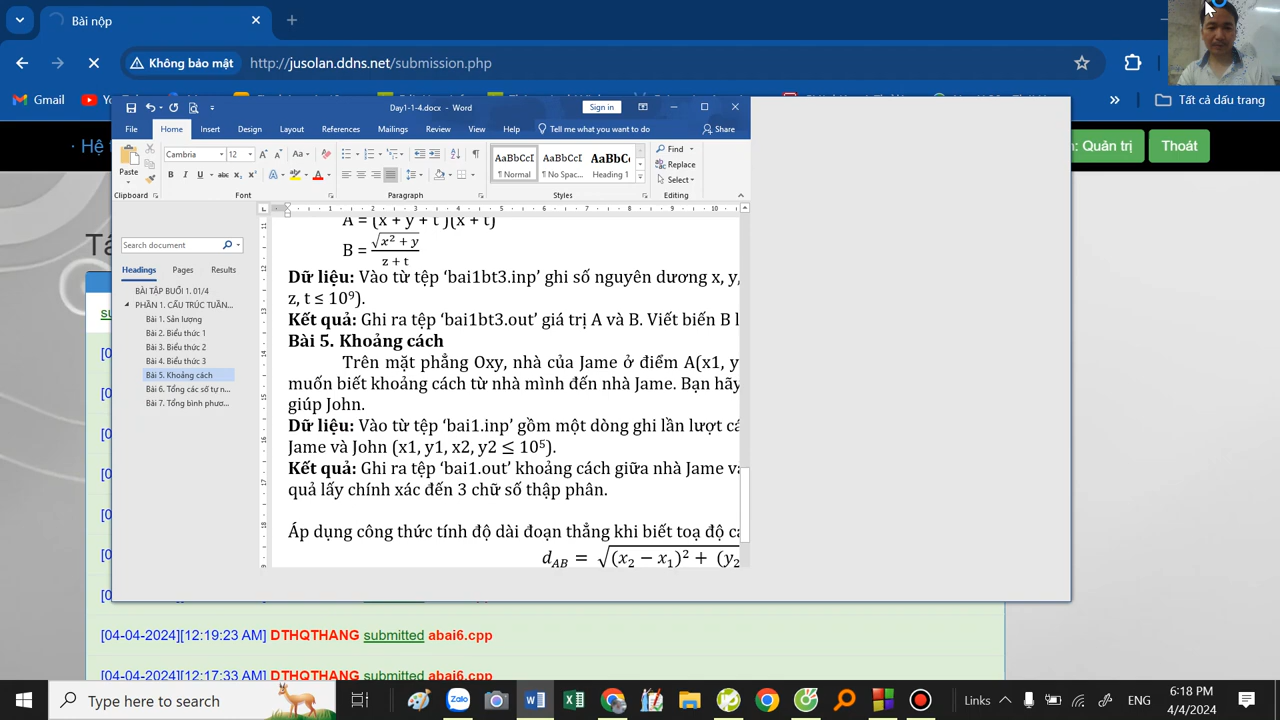 Bài nộp
Không bảo mật
http://jusolan.ddns.net/submission.php
Gmail
Tất cả dấu trang
· Hệ t
n: Quản trị
Thoát
Day1-1-4.docx - Word
Sign in
File
Home
Insert
Design
Layout
References
Mailings
Review
View
Help
Tell me what you want to do
Share
Paste
Cambria
12
AaBbCcI
AaBbCcI
AaBbCc
¶ Normal
¶ No Spac...
Heading 1
Find
Replace
Select
Clipboard
Font
Paragraph
Styles
Editing
Search document
Headings
Pages
Results
BÀI TẬP BUỔI 1. 01/4
PHẦN 1. CẤU TRÚC TUẦN...
Bài 1. Sản lượng
Bài 2. Biểu thức 1
Bài 3. Biểu thức 2
Bài 4. Biểu thức 3
Bài 5. Khoảng cách
Bài 6. Tổng các số tự n...
Bài 7. Tổng bình phươ...
A = (x + y + t )(x + t)
B = √(x² + y) / (z + t)
Dữ liệu: Vào từ tệp ‘bai1bt3.inp’ ghi số nguyên dương x, y,
z, t ≤ 10⁹).
Kết quả: Ghi ra tệp ‘bai1bt3.out’ giá trị A và B. Viết biến B l
Bài 5. Khoảng cách
Trên mặt phẳng Oxy, nhà của Jame ở điểm A(x1, y
muốn biết khoảng cách từ nhà mình đến nhà Jame. Bạn hãy
giúp John.
Dữ liệu: Vào từ tệp ‘bai1.inp’ gồm một dòng ghi lần lượt cá
Jame và John (x1, y1, x2, y2 ≤ 10⁵).
Kết quả: Ghi ra tệp ‘bai1.out’ khoảng cách giữa nhà Jame và
quả lấy chính xác đến 3 chữ số thập phân.
Áp dụng công thức tính độ dài đoạn thẳng khi biết toạ độ cá
d_AB = √(x₂ − x₁)² + (y₂
[04-04-2024][12:19:23 AM] DTHQTHANG submitted abai6.cpp
[04-04-2024][12:17:33 AM] DTHQTHANG submitted abai6.cpp
Type here to search
Links
ENG
6:18 PM
4/4/2024